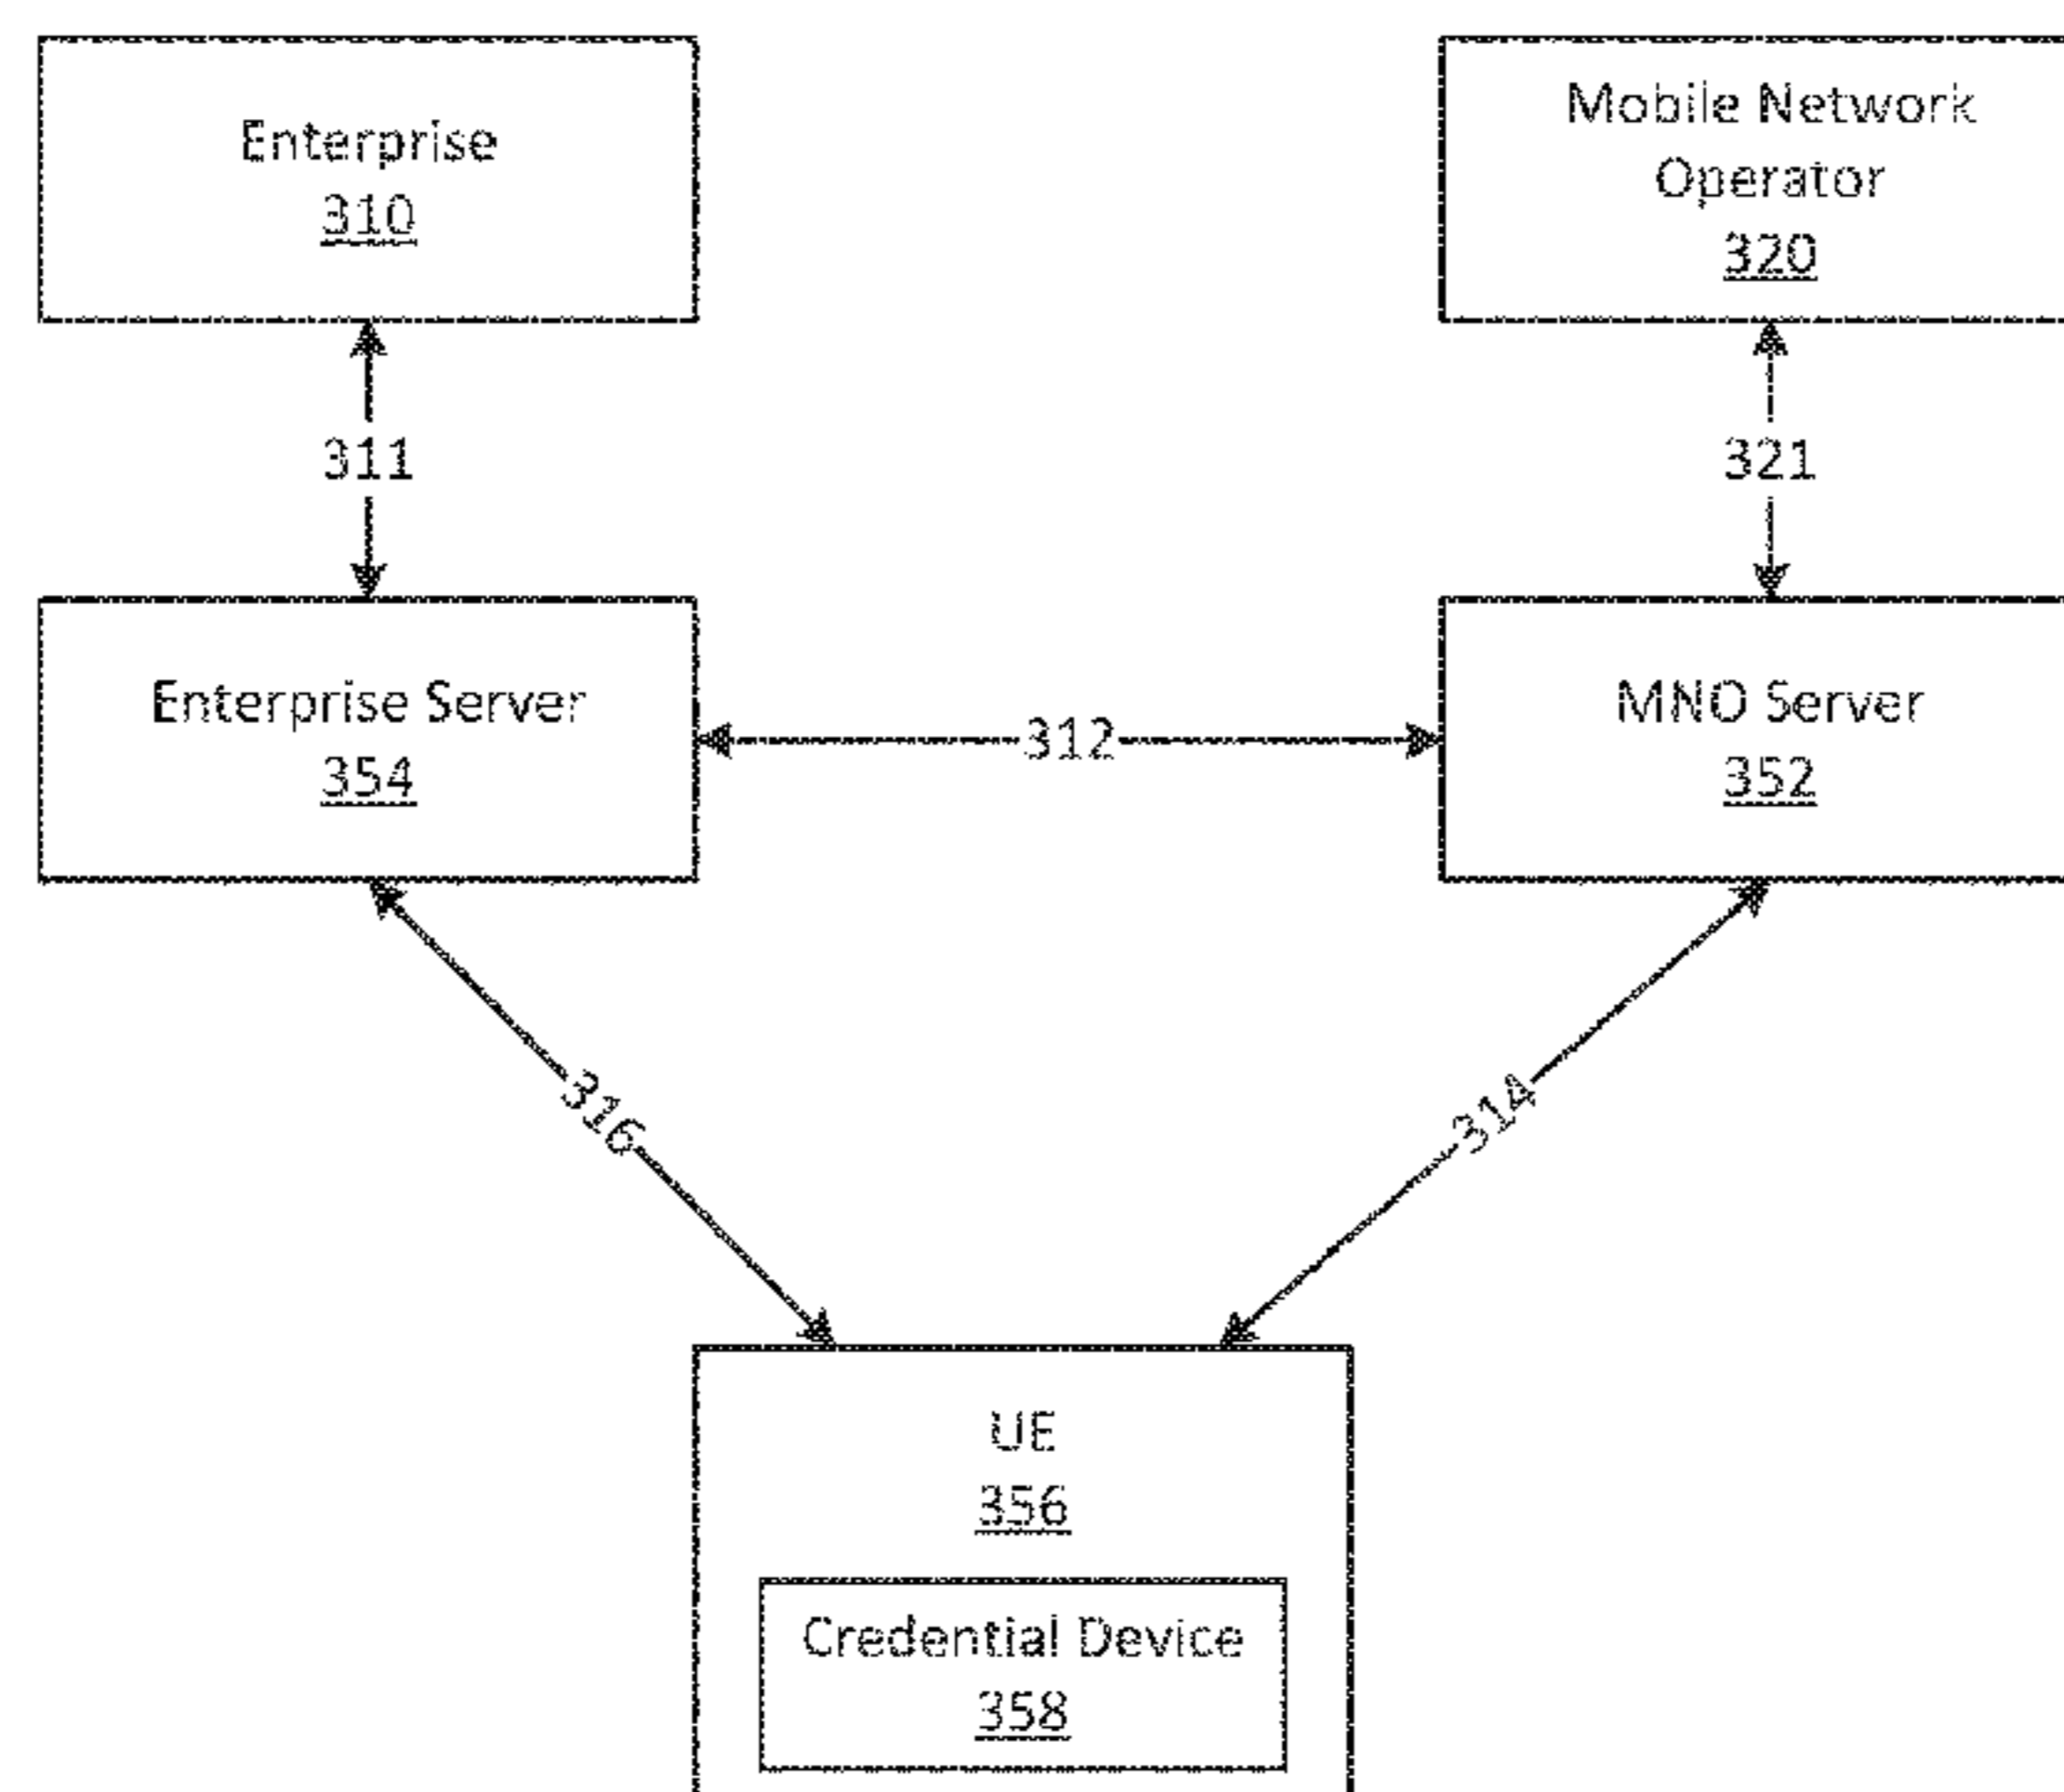 Enterprise
310
Mobile Network
Operator
320
311
321
Enterprise Server
354
312
MNO Server
352
316
314
UE
356
Credential Device
358